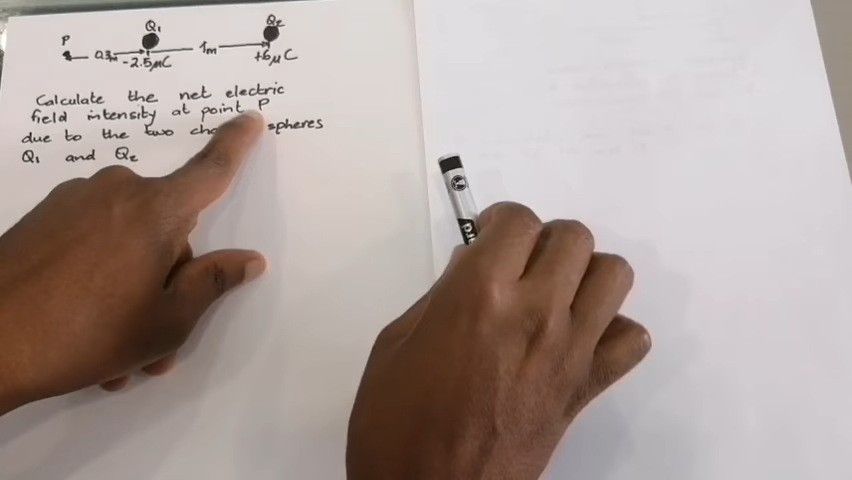 P Q₁ Q₂
0.3m 1m
-2.5μC +6μC
Calculate the net electric
field intensity at point P
due to the two spheres
Q₁ and Q₂